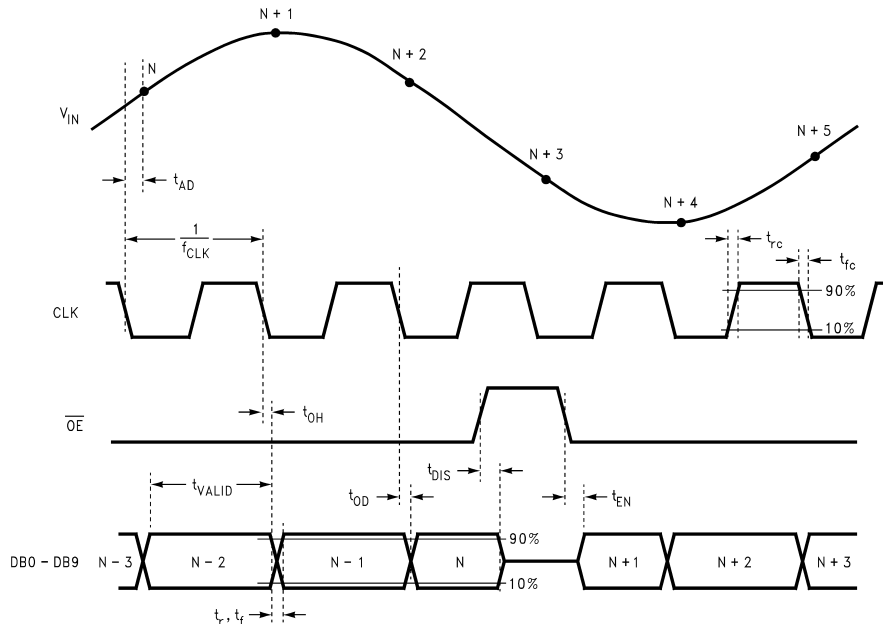 N + 1
N
N + 2
V_IN
N + 3
N + 5
N + 4
t_AD
1
f_CLK
t_rc
t_fc
CLK
90%
10%
O̅E̅
t_OH
t_VALID
t_OD
t_DIS
t_EN
DB0 - DB9
N-3
N-2
N-1
N
90%
10%
N+1
N+2
N+3
t_r, t_f